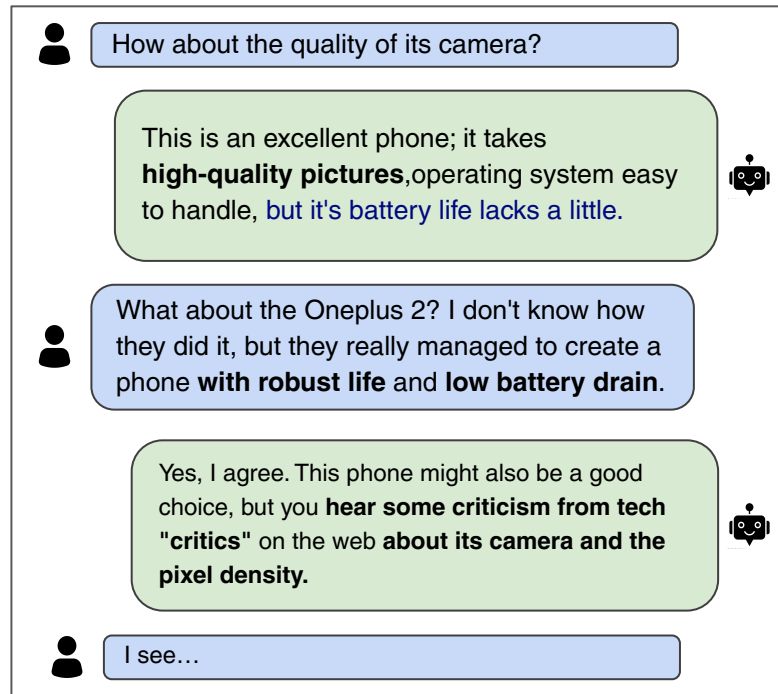 How about the quality of its camera?
This is an excellent phone; it takes
high-quality pictures,operating system easy
to handle, but it's battery life lacks a little.
What about the Oneplus 2? I don't know how
they did it, but they really managed to create a
phone with robust life and low battery drain.
Yes, I agree. This phone might also be a good
choice, but you hear some criticism from tech
"critics" on the web about its camera and the
pixel density.
I see…